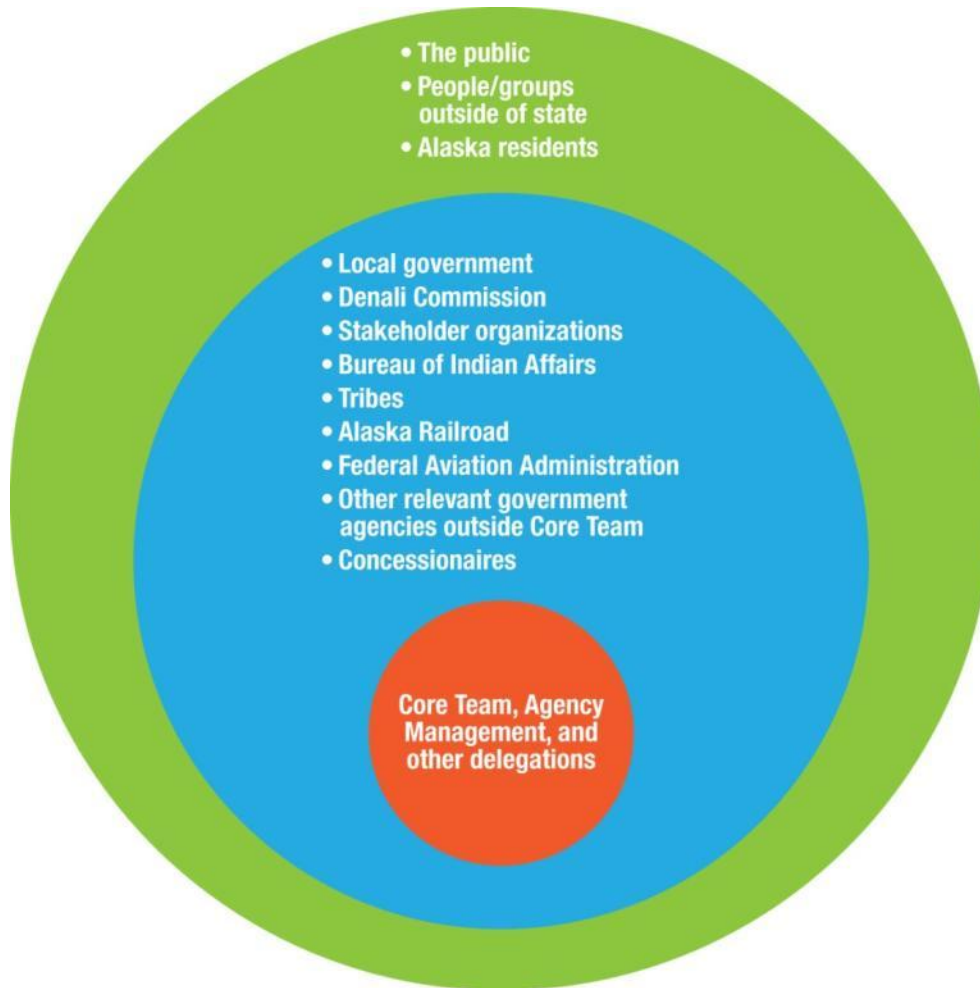 • The public
• People/groups
outside of state
• Alaska residents
• Local government
• Denali Commission
• Stakeholder organizations
• Bureau of Indian Affairs
• Tribes
• Alaska Railroad
• Federal Aviation Administration
• Other relevant government
agencies outside Core Team
• Concessionaires
Core Team, Agency
Management, and
other delegations